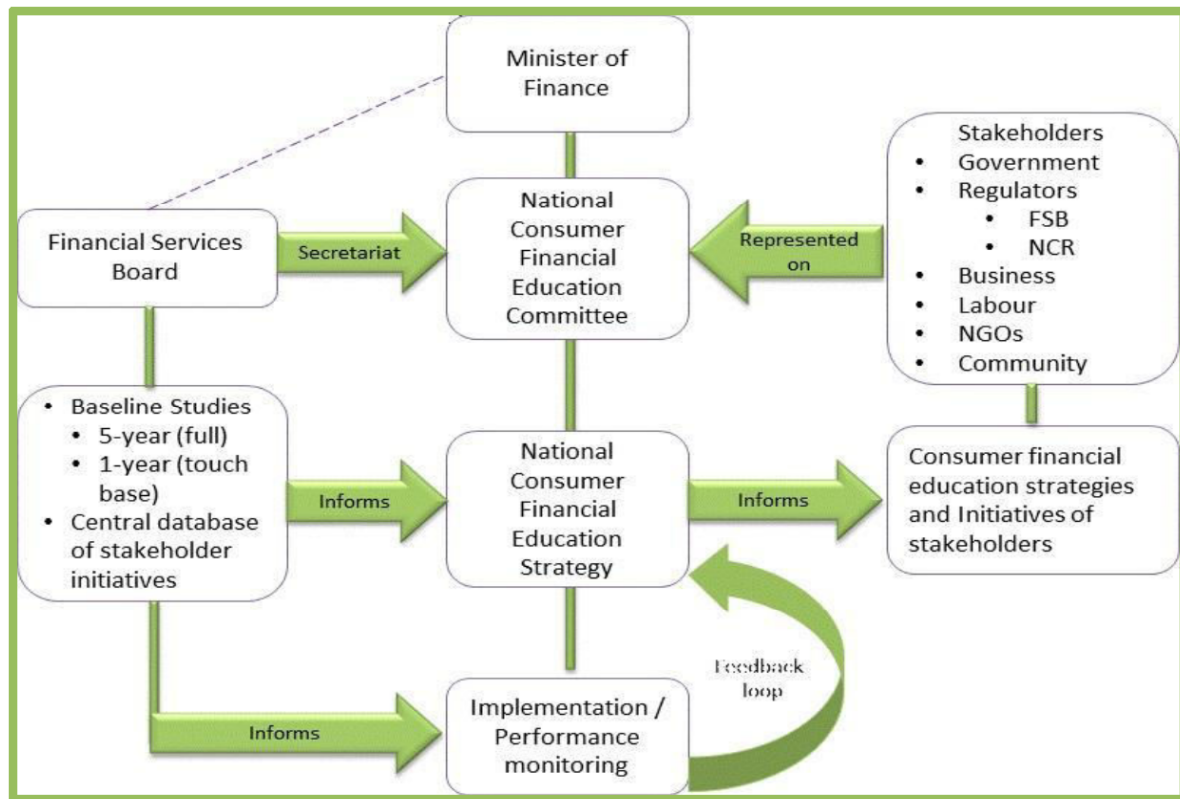 Minister of
Finance
Financial Services
Board
Secretariat
National
Consumer
Financial
Education
Committee
Represented
on
Stakeholders
• Government
• Regulators
• FSB
• NCR
• Business
• Labour
• NGOs
• Community
• Baseline Studies
• 5-year (full)
• 1-year (touch
base)
• Central database
of stakeholder
initiatives
Informs
National
Consumer
Financial
Education
Strategy
Informs
Consumer financial
education strategies
and Initiatives of
stakeholders
Feedback
loop
Informs
Implementation /
Performance
monitoring